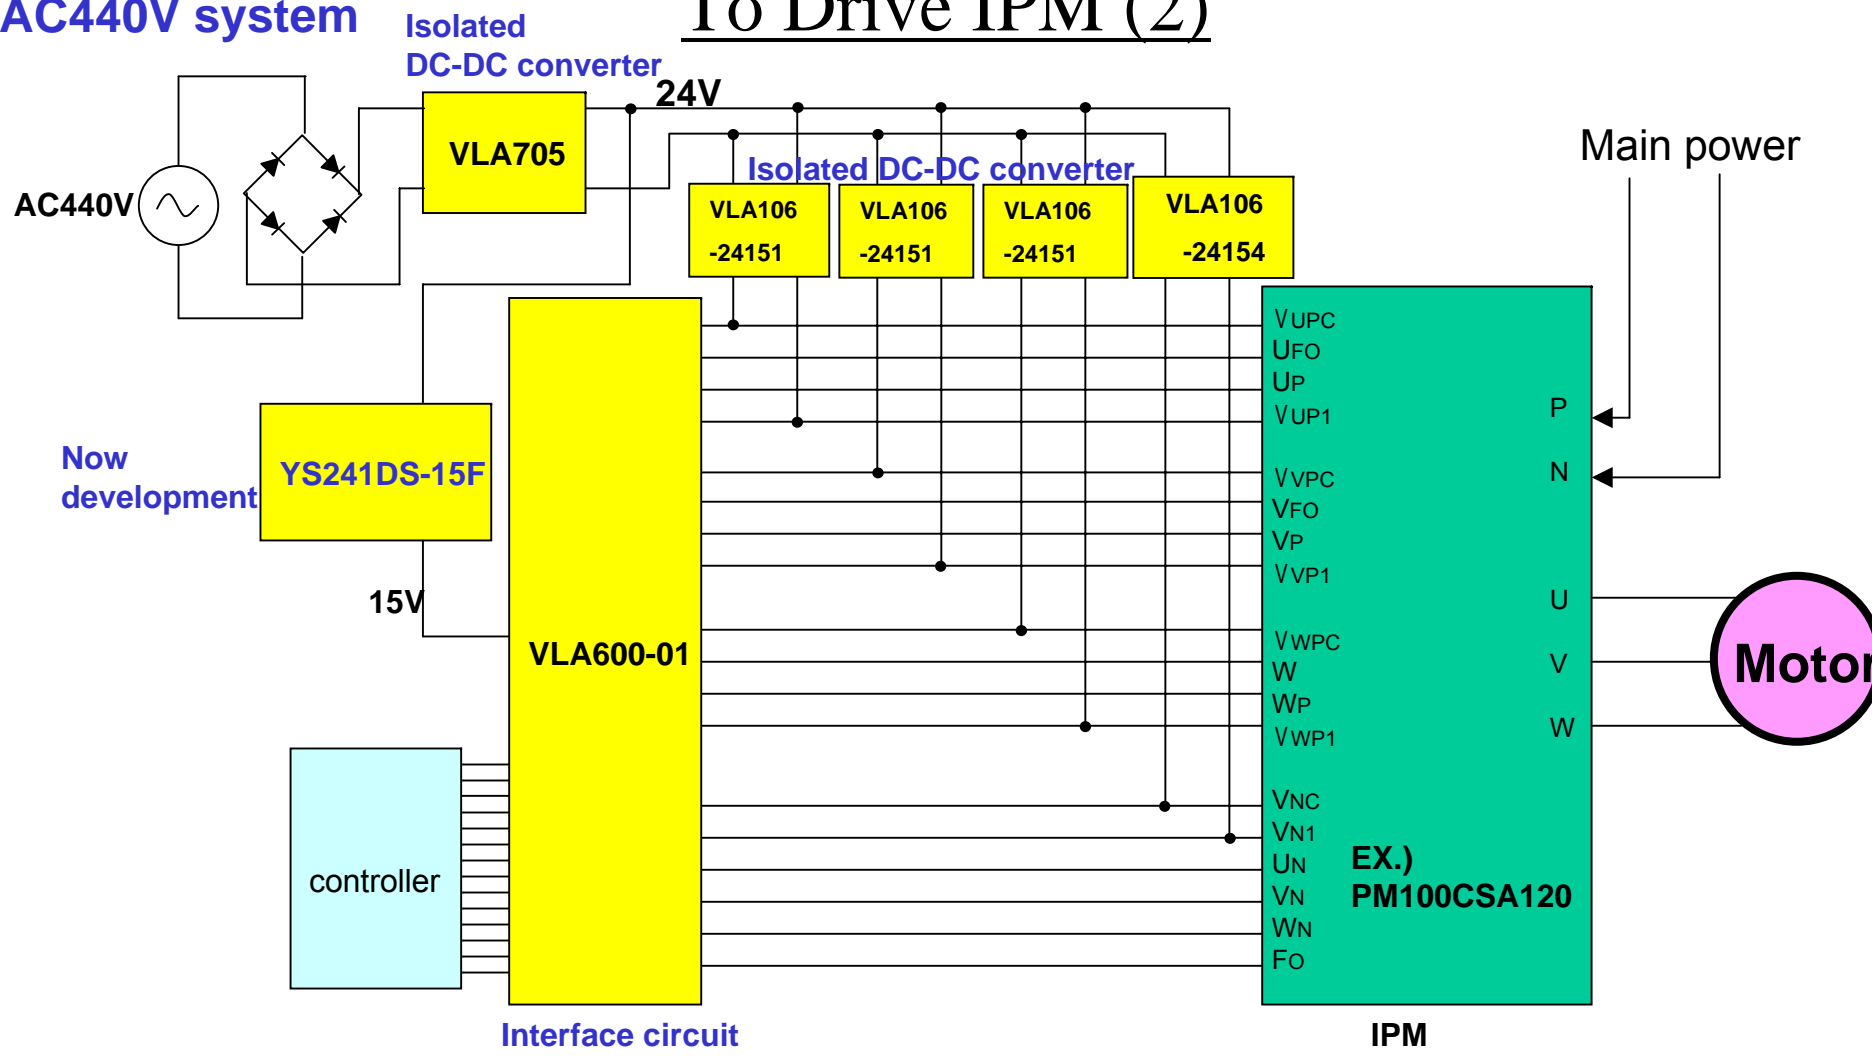 AC440V system
To Drive IPM (2)
Isolated
DC-DC converter
24V
VLA705
AC440V
Isolated DC-DC converter
VLA106
-24151
VLA106
-24151
VLA106
-24151
VLA106
-24154
Main power
Now
development
YS241DS-15F
15V
VLA600-01
controller
Interface circuit
VUPC
UFO
UP
VUP1
VVPC
VFO
VP
VVP1
VWPC
W
WP
VWP1
VNC
VN1
UN
VN
WN
FO
P
N
U
V
W
EX.)
PM100CSA120
IPM
Motor